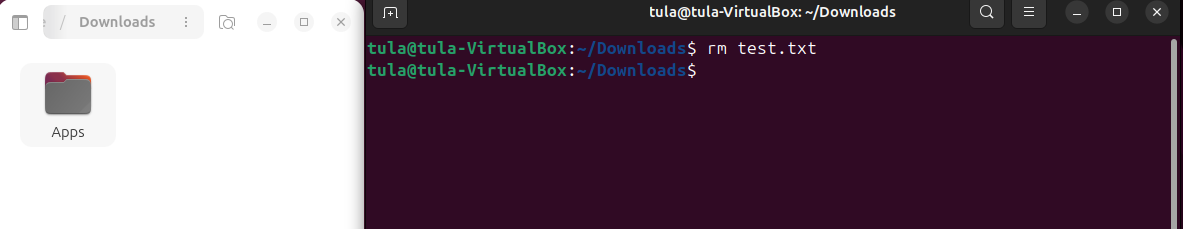 e / Downloads
Apps
tula@tula-VirtualBox: ~/Downloads
tula@tula-VirtualBox:~/Downloads$ rm test.txt
tula@tula-VirtualBox:~/Downloads$